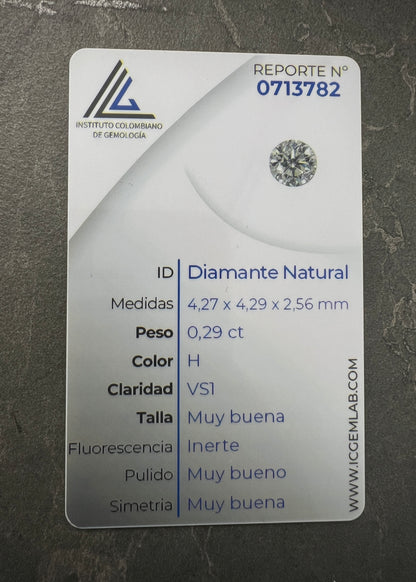 REPORTE N°
0713782
INSTITUTO COLOMBIANO
DE GEMOLOGÍA
ID Diamante Natural
Medidas 4,27 x 4,29 x 2,56 mm
Peso 0,29 ct
Color H
Claridad VS1
Talla Muy buena
Fluorescencia Inerte
Pulido Muy bueno
Simetria Muy buena
WWW.ICGEMLAB.COM